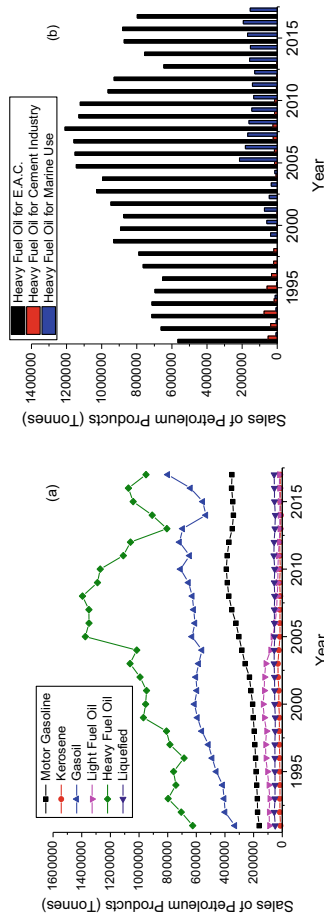 (a)
Motor Gasoline
Kerosene
Gasoil
Light Fuel Oil
Heavy Fuel Oil
Liquefied
Sales of Petroleum Products (Tonnes)
1600000
1400000
1200000
1000000
800000
600000
400000
200000
0
1995
2000
2005
2010
2015
Year
(b)
Heavy Fuel Oil for E.A.C.
Heavy Fuel Oil for Cement Industry
Heavy Fuel Oil for Marine Use
Sales of Petroleum Products (Tonnes)
1400000
1200000
1000000
800000
600000
400000
200000
0
1995
2000
2005
2010
2015
Year